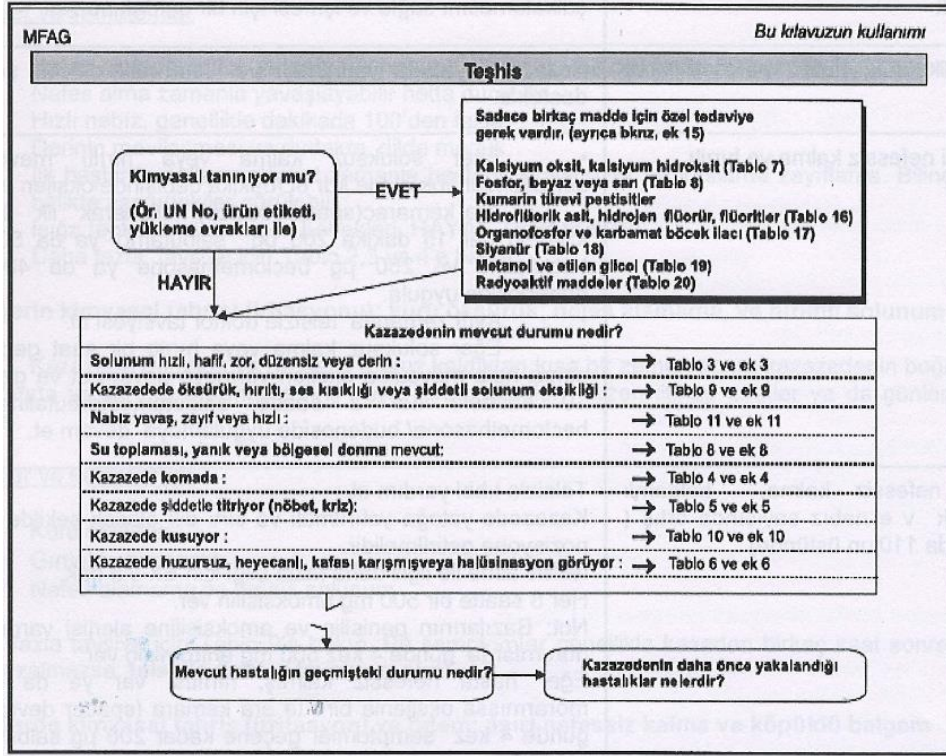 MFAG
Bu kılavuzun kullanımı
Teşhis
Kimyasal tanınıyor mu?
(Ör. UN No, ürün etiketi,
yükleme evrakları ile)
EVET
HAYIR
Sadece birkaç madde için özel tedaviye
gerek vardır. (ayrıca bknz, ek 15)
Kalsiyum oksit, kalsiyum hidroksit (Tablo 7)
Fosfor, beyaz veya sarı (Tablo 8)
Kumarin türevi pestisitler
Hidroflüerik asit, hidrojen flüorür, flüoritler (Tablo 16)
Organofosfor ve karbamat böcek ilacı (Tablo 17)
Siyanür (Tablo 18)
Metanol ve etilen glicol (Tablo 19)
Radyoaktif maddeler (Tablo 20)
Kazazedenin mevcut durumu nedir?
Solunum hızlı, hafif, zor, düzensiz veya derin : Tablo 3 ve ek 3
Kazazedede öksürük, hırıltı, ses kısıklığı veya şiddetli solunum eksikliği : Tablo 9 ve ek 9
Nabız yavaş, zayıf veya hızlı : Tablo 11 ve ek 11
Su toplaması, yanık veya bölgesel donma mevcut: Tablo 8 ve ek 8
Kazazede komada : Tablo 4 ve ek 4
Kazazede şiddetle titriyor (nöbet, kriz): Tablo 5 ve ek 5
Kazazede kusuyor : Tablo 10 ve ek 10
Kazazede huzursuz, heyecanlı, kafası karışmışveya halüsinasyon görüyor : Tablo 6 ve ek 6
Mevcut hastalığın geçmişteki durumu nedir?
Kazazedenin daha önce yakalandığı
hastalıklar nelerdir?